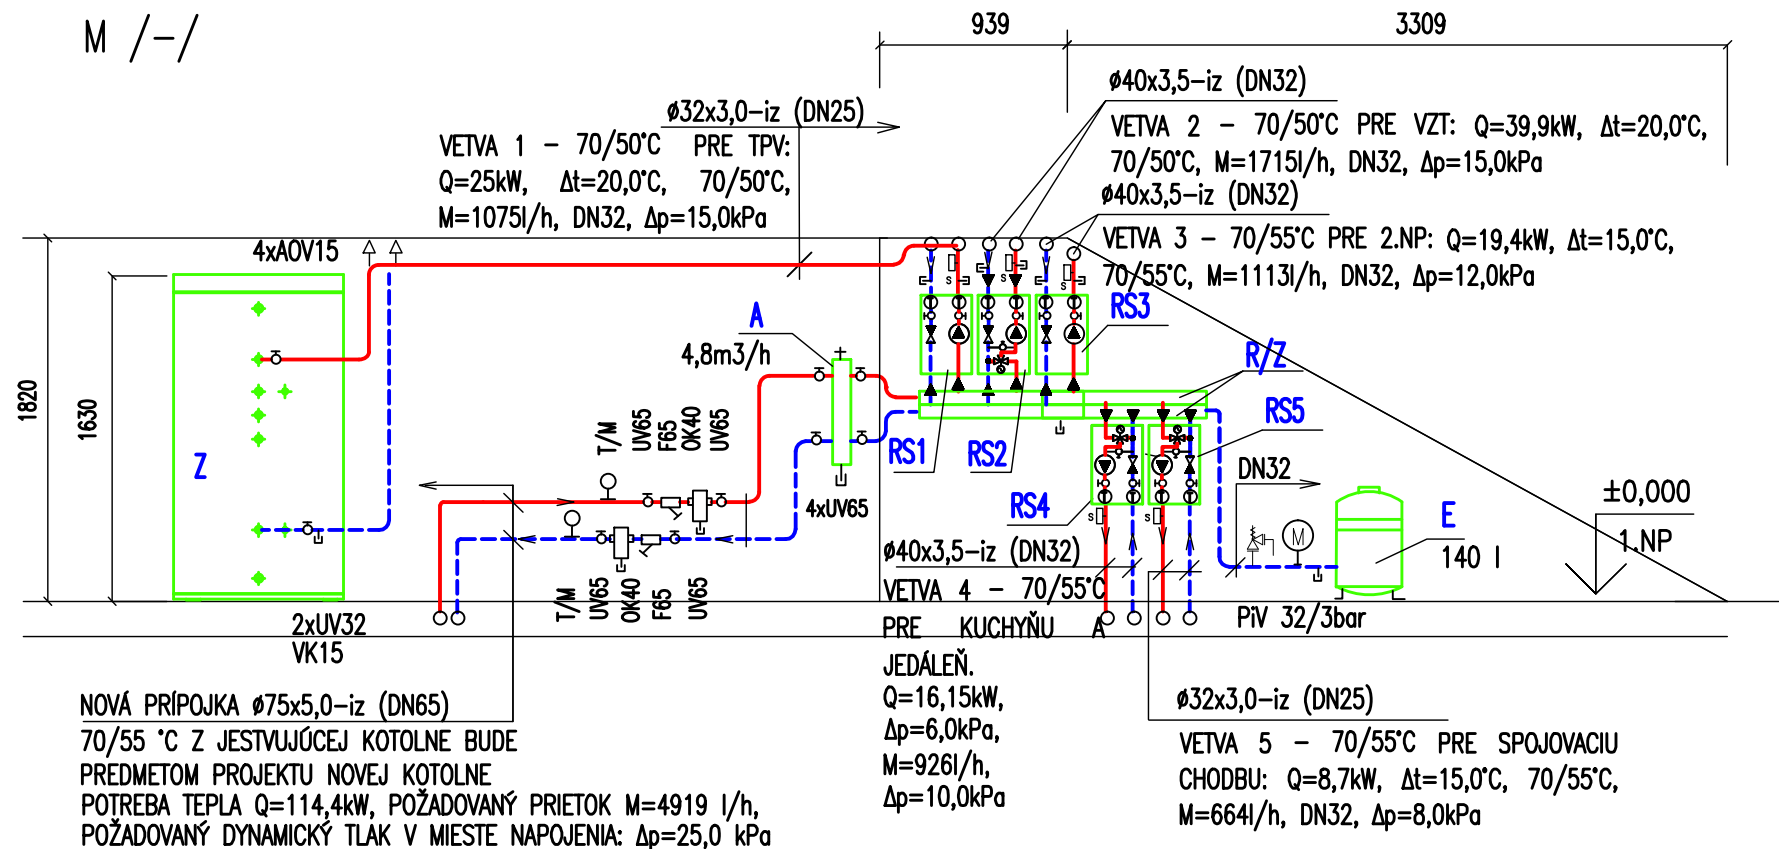 M /-/
939
3309
ø40x3,5-iz (DN32)
ø32x3,0-iz (DN25)
VETVA 1 - 70/50°C PRE TPV:
Q=25kW, Δt=20,0°C, 70/50°C,
M=1075l/h, DN32, Δp=15,0kPa
VETVA 2 - 70/50°C PRE VZT: Q=39,9kW, Δt=20,0°C,
70/50°C, M=1715l/h, DN32, Δp=15,0kPa
ø40x3,5-iz (DN32)
VETVA 3 - 70/55°C PRE 2.NP: Q=19,4kW, Δt=15,0°C,
70/55°C, M=1113l/h, DN32, Δp=12,0kPa
4xAOV15
S
S
S
RS3
A
4,8m3/h
R/Z
1820
1630
RS5
T/M
UV65
F65
OK40
UV65
RS1
RS2
Z
DN32
RS4
4xUV65
S
S
±0,000
1.NP
E
140 l
M
ø40x3,5-iz (DN32)
VETVA 4 - 70/55°C
PRE KUCHYŇU A
JEDÁLEŇ.
Q=16,15kW,
Δp=6,0kPa,
M=926l/h,
Δp=10,0kPa
T/M
UV65
OK40
F65
UV65
PiV 32/3bar
2xUV32
VK15
NOVÁ PRÍPOJKA ø75x5,0-iz (DN65)
70/55 °C Z JESTVUJÚCEJ KOTOLNE BUDE
PREDMETOM PROJEKTU NOVEJ KOTOLNE
POTREBA TEPLA Q=114,4kW, POŽADOVANÝ PRIETOK M=4919 l/h,
POŽADOVANÝ DYNAMICKÝ TLAK V MIESTE NAPOJENIA: Δp=25,0 kPa
ø32x3,0-iz (DN25)
VETVA 5 - 70/55°C PRE SPOJOVACIU
CHODBU: Q=8,7kW, Δt=15,0°C, 70/55°C,
M=664l/h, DN32, Δp=8,0kPa